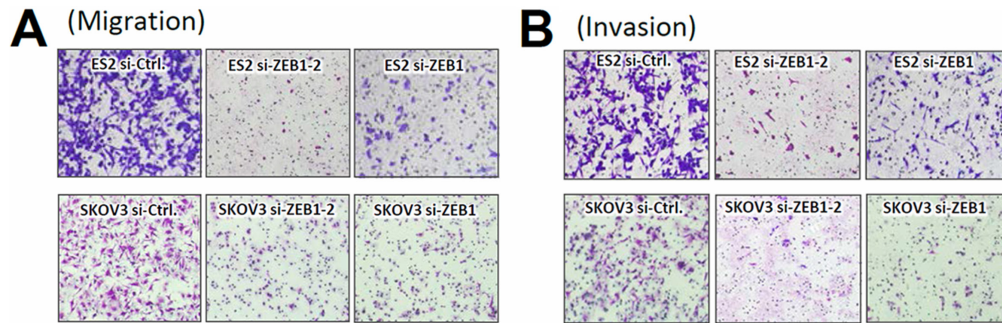 A (Migration)
ES2 si-Ctrl. ES2 si-ZEB1-2 ES2 si-ZEB1
SKOV3 si-Ctrl. SKOV3 si-ZEB1-2 SKOV3 si-ZEB1
B (Invasion)
ES2 si-Ctrl. ES2 si-ZEB1-2 ES2 si-ZEB1
SKOV3 si-Ctrl. SKOV3 si-ZEB1-2 SKOV3 si-ZEB1